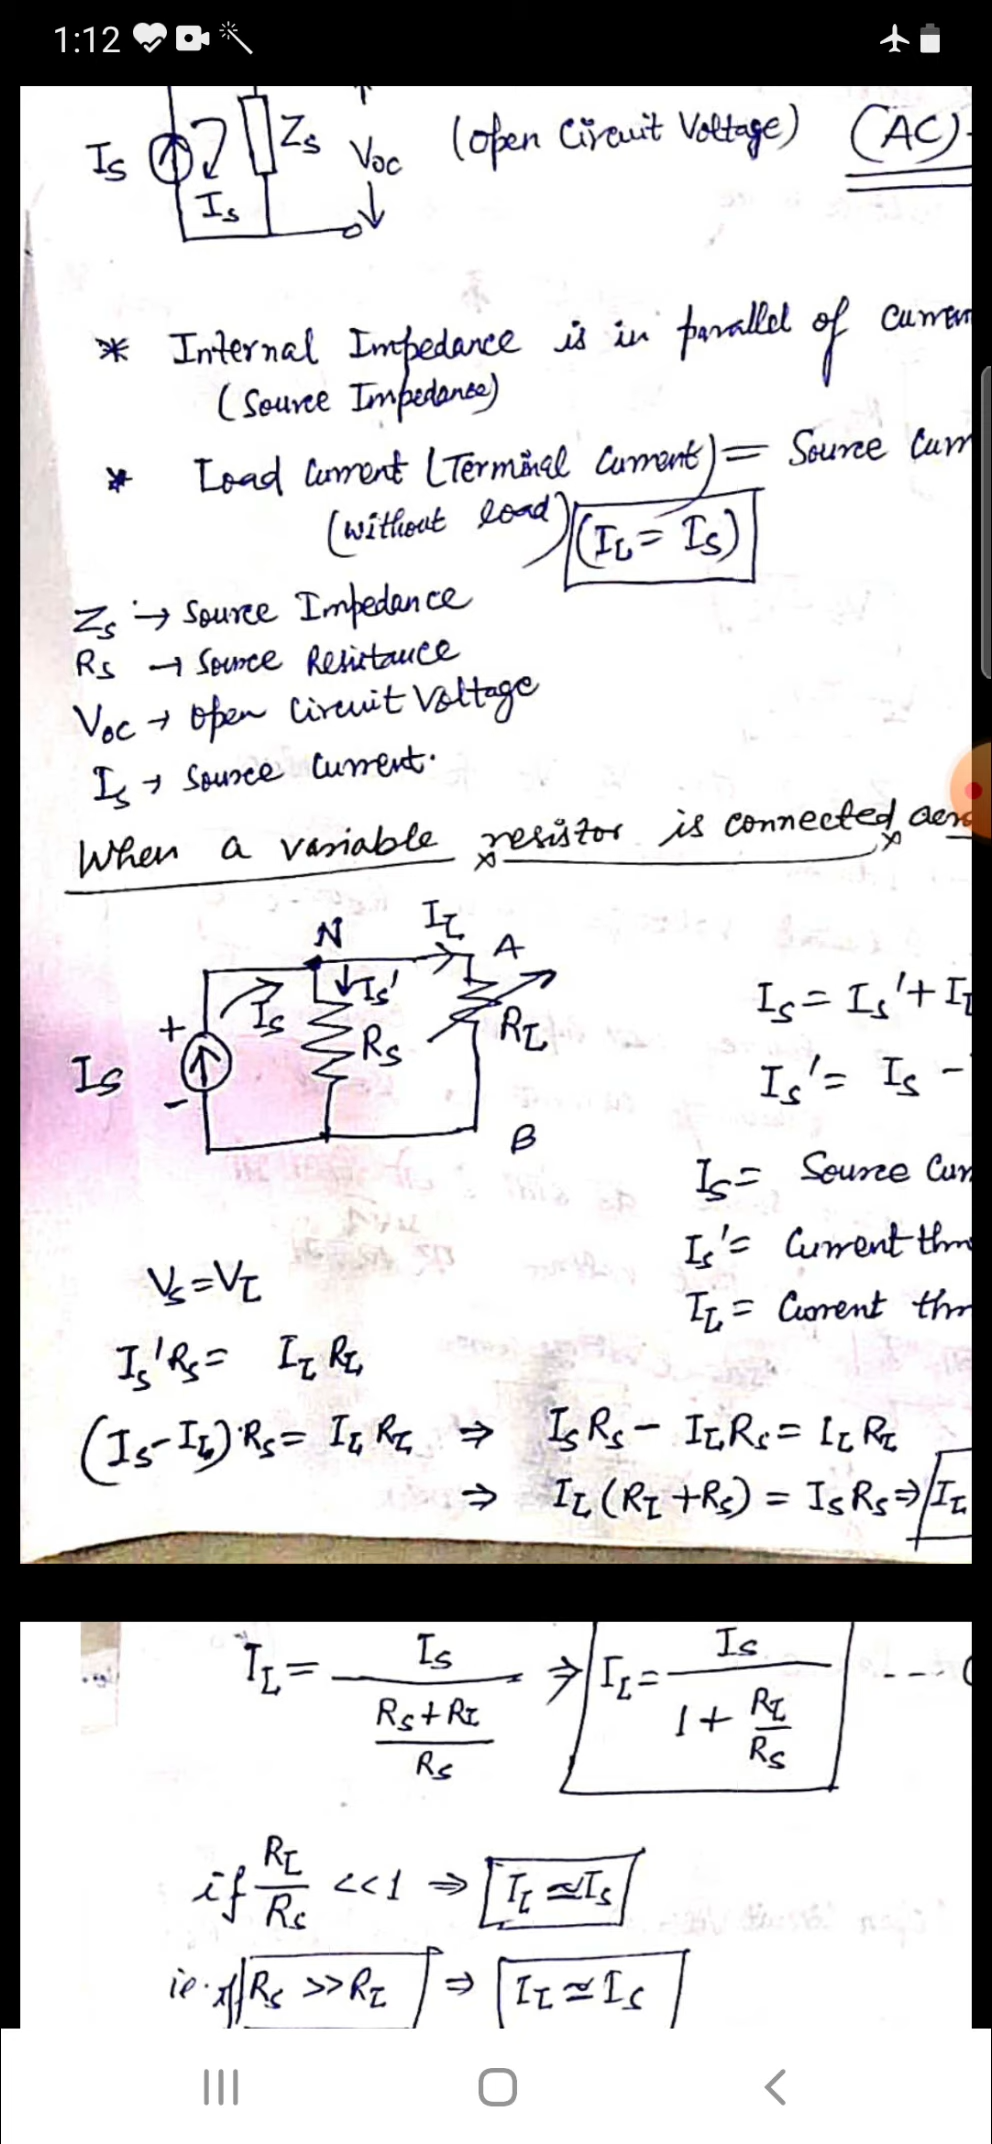 1:12
Is Is Zs Voc (open Circuit Voltage) (AC)
* Internal Impedance is in parallel of
(Source Impedance)
* Load Current (Terminal Current) = Source
(without load) (IL = Is)
Zs → Source Impedance
Rs → Source Resistance
Voc → Open Circuit Voltage
Is → Source Current.
When a variable resistor is connected
N IL A
Is' Is Rs RL
+ Is -
B
Is = Is' + IL
Is' = Is -
Is = Source
Is' = Current
IL = Current
Vs = VL
Is'Rs = IL RL
(Is-IL)·Rs = IL RL ⇒ Is Rs - IL Rs = IL RL
⇒ IL (RL + Rs) = Is Rs ⇒ IL
IL = Is / (Rs + RL / Rs) ⇒ IL = Is / (1 + RL / Rs) ---
if RL / Rs <<1 ⇒ IL ≃ Is
ie. if Rs >> RL ⇒ IL ≃ Is